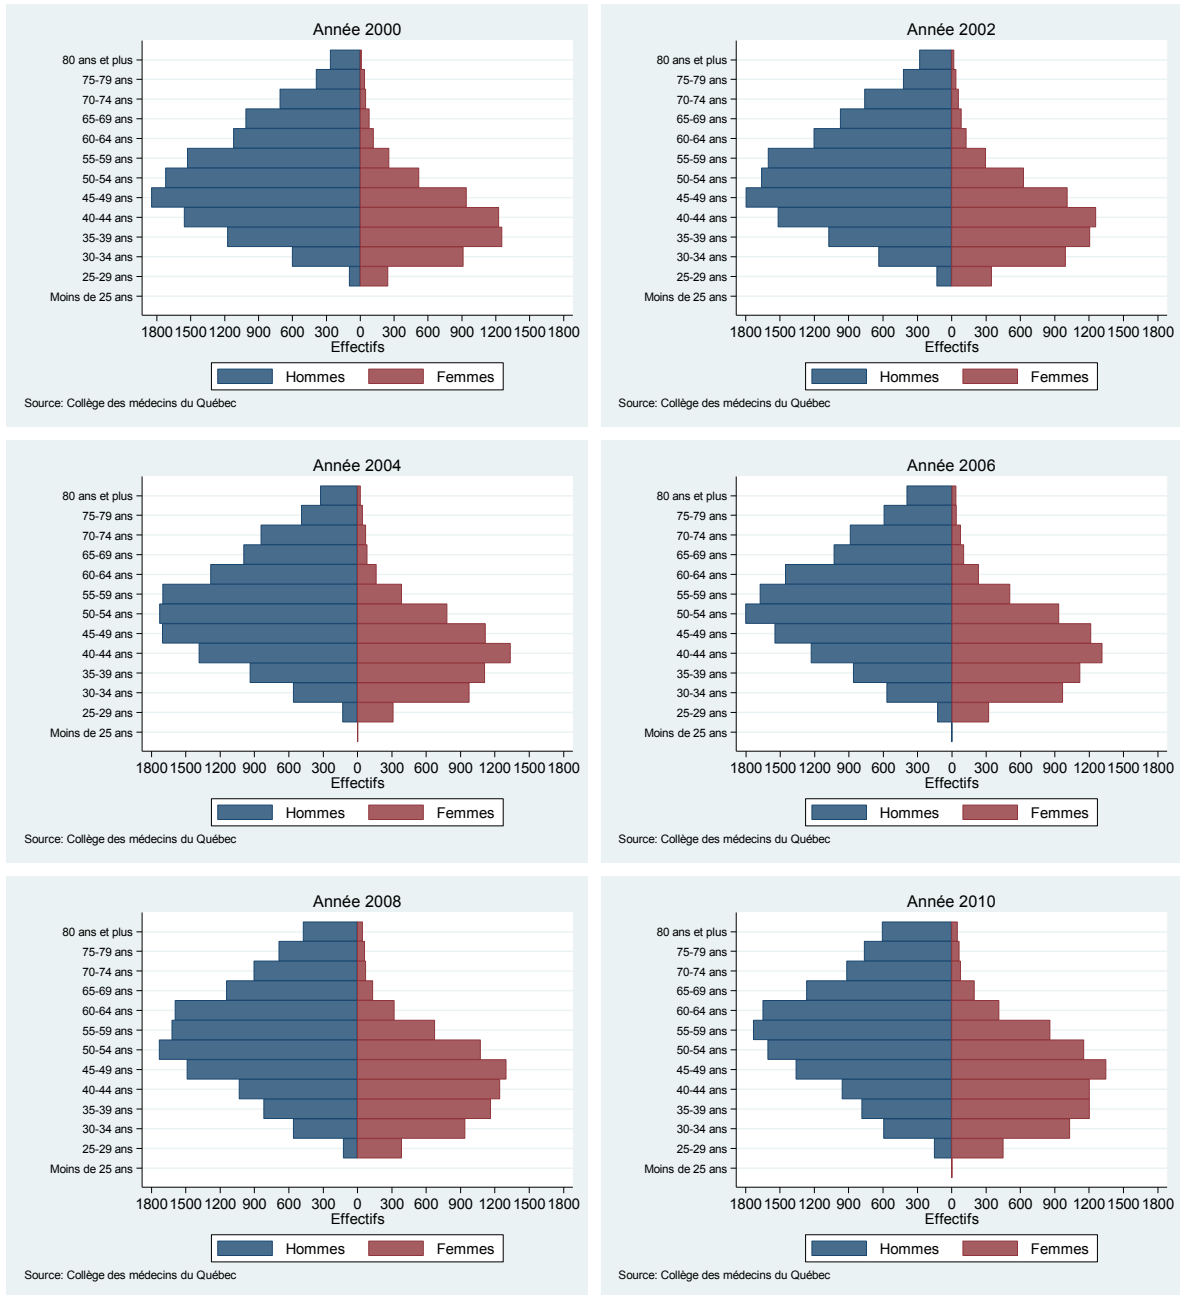 Année 2000
80 ans et plus
75-79 ans
70-74 ans
65-69 ans
60-64 ans
55-59 ans
50-54 ans
45-49 ans
40-44 ans
35-39 ans
30-34 ans
25-29 ans
Moins de 25 ans
1800 1500 1200 900 600 300 0 300 600 900 1200 1500 1800
Effectifs
Hommes Femmes
Source: Collège des médecins du Québec
Année 2002
80 ans et plus
75-79 ans
70-74 ans
65-69 ans
60-64 ans
55-59 ans
50-54 ans
45-49 ans
40-44 ans
35-39 ans
30-34 ans
25-29 ans
Moins de 25 ans
1800 1500 1200 900 600 300 0 300 600 900 1200 1500 1800
Effectifs
Hommes Femmes
Source: Collège des médecins du Québec
Année 2004
80 ans et plus
75-79 ans
70-74 ans
65-69 ans
60-64 ans
55-59 ans
50-54 ans
45-49 ans
40-44 ans
35-39 ans
30-34 ans
25-29 ans
Moins de 25 ans
1800 1500 1200 900 600 300 0 300 600 900 1200 1500 1800
Effectifs
Hommes Femmes
Source: Collège des médecins du Québec
Année 2006
80 ans et plus
75-79 ans
70-74 ans
65-69 ans
60-64 ans
55-59 ans
50-54 ans
45-49 ans
40-44 ans
35-39 ans
30-34 ans
25-29 ans
Moins de 25 ans
1800 1500 1200 900 600 300 0 300 600 900 1200 1500 1800
Effectifs
Hommes Femmes
Source: Collège des médecins du Québec
Année 2008
80 ans et plus
75-79 ans
70-74 ans
65-69 ans
60-64 ans
55-59 ans
50-54 ans
45-49 ans
40-44 ans
35-39 ans
30-34 ans
25-29 ans
Moins de 25 ans
1800 1500 1200 900 600 300 0 300 600 900 1200 1500 1800
Effectifs
Hommes Femmes
Source: Collège des médecins du Québec
Année 2010
80 ans et plus
75-79 ans
70-74 ans
65-69 ans
60-64 ans
55-59 ans
50-54 ans
45-49 ans
40-44 ans
35-39 ans
30-34 ans
25-29 ans
Moins de 25 ans
1800 1500 1200 900 600 300 0 300 600 900 1200 1500 1800
Effectifs
Hommes Femmes
Source: Collège des médecins du Québec